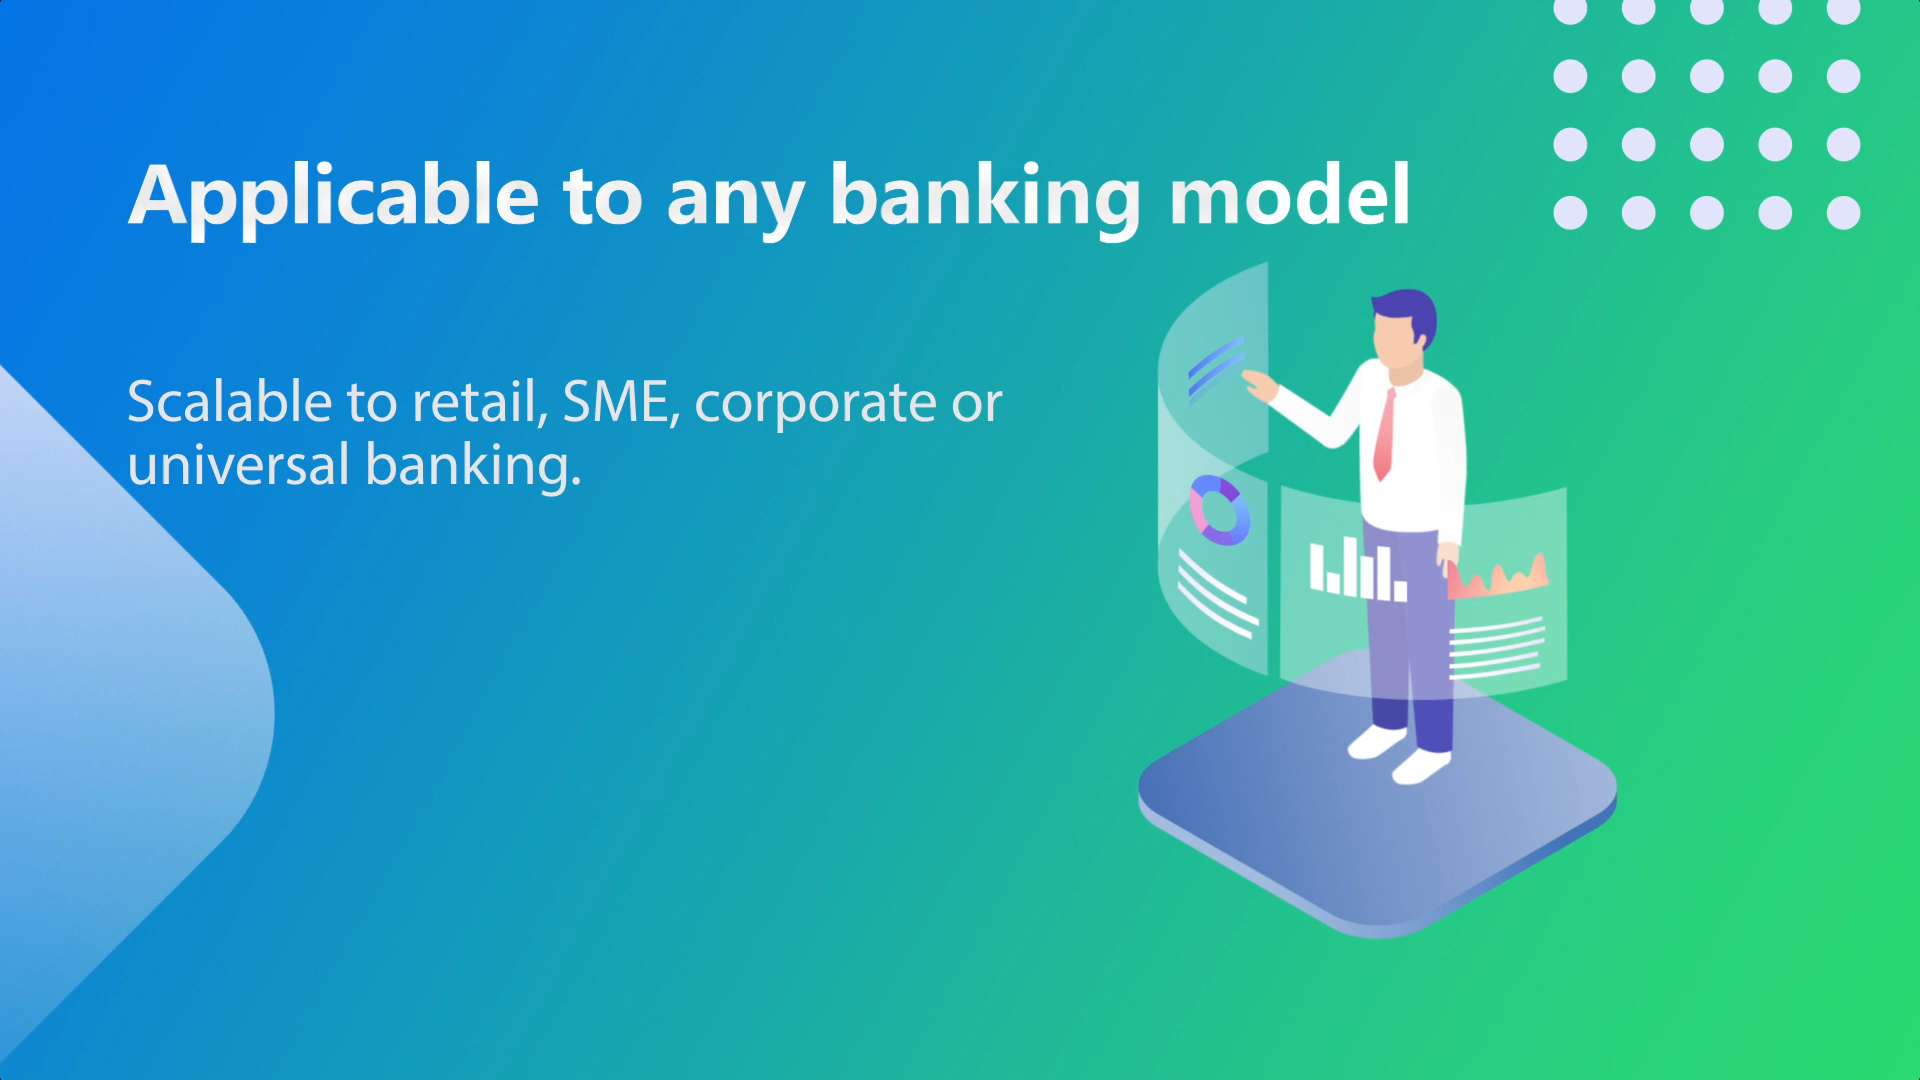 Applicable to any banking model
Scalable to retail, SME, corporate or
universal banking.